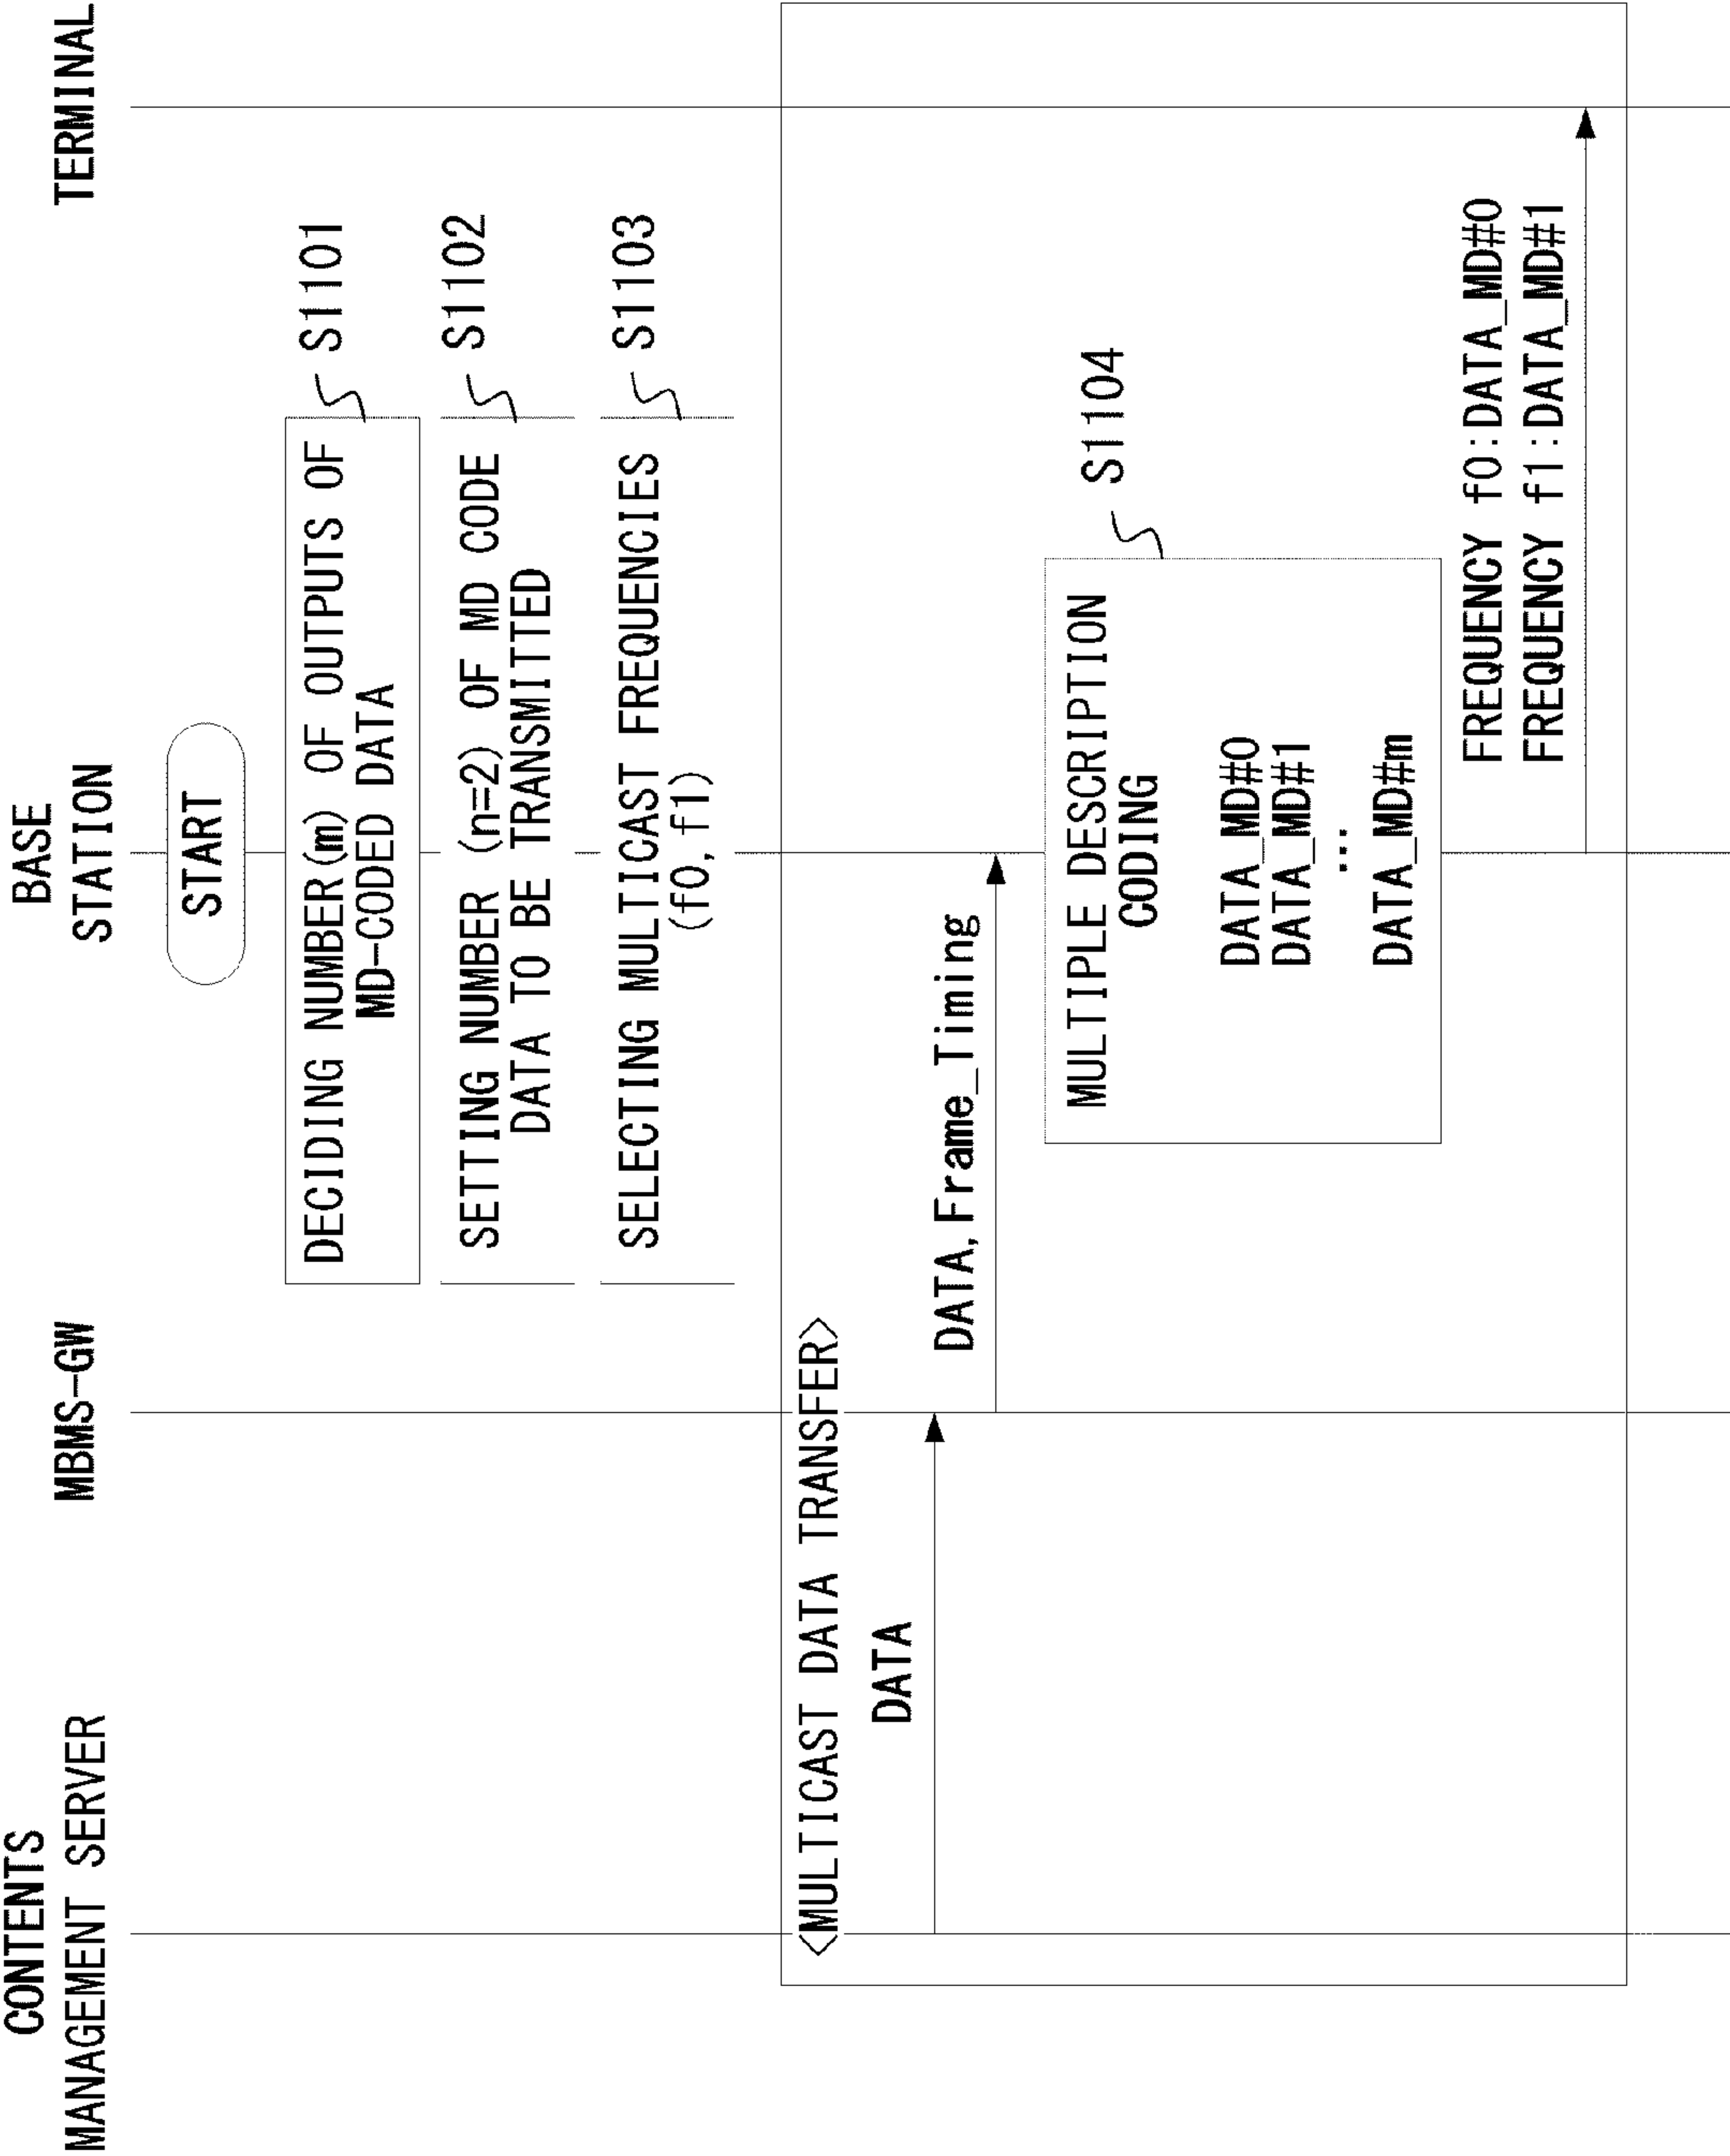 CONTENTS
MANAGEMENT SERVER
MBMS-GW
BASE
STATION
TERMINAL
START
DECIDING NUMBER(m) OF OUTPUTS OF
MD-CODED DATA
S1101
SETTING NUMBER (n=2) OF MD CODE
DATA TO BE TRANSMITTED
S1102
SELECTING MULTICAST FREQUENCIES
(f0,f1)
S1103
<MULTICAST DATA TRANSFER>
DATA
DATA,Frame_Timing
MULTIPLE DESCRIPTION
CODING
S1104
DATA_MD#0
DATA_MD#1
...
DATA_MD#m
FREQUENCY f0:DATA_MD#0
FREQUENCY f1:DATA_MD#1